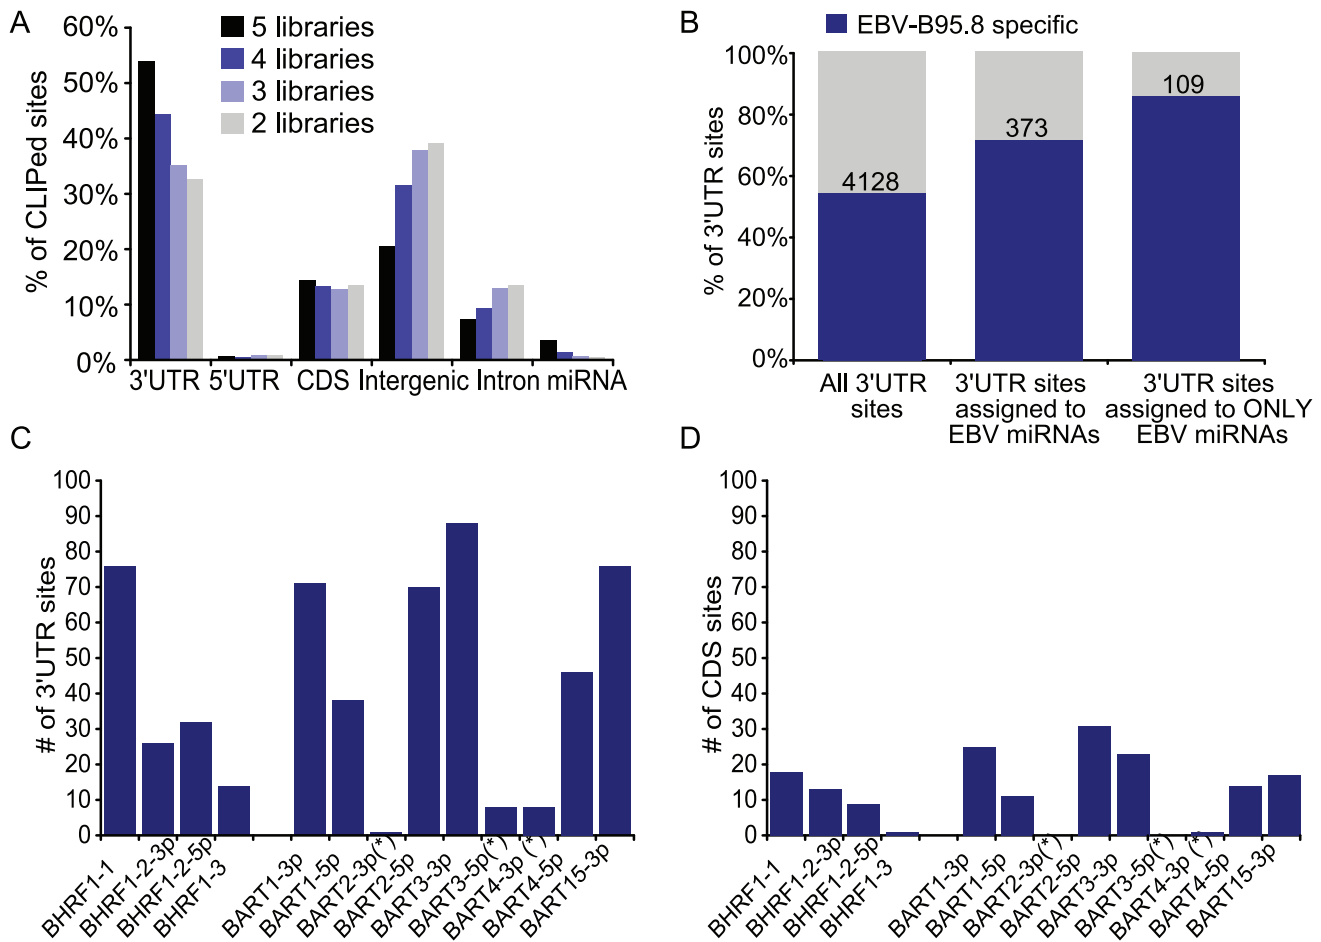 A
60%
50%
40%
30%
20%
10%
0%
% of CLIPed sites
5 libraries
4 libraries
3 libraries
2 libraries
3'UTR 5'UTR CDS Intergenic Intron miRNA
B
EBV-B95.8 specific
100%
80%
60%
40%
20%
0%
% of 3'UTR sites
4128
373
109
All 3'UTR
sites
3'UTR sites
assigned to
EBV miRNAs
3'UTR sites
assigned to ONLY
EBV miRNAs
C
100
90
80
70
60
50
40
30
20
10
0
# of 3'UTR sites
BHRF1-1
BHRF1-2-3p
BHRF1-2-5p
BHRF1-3
BART1-3p
BART1-5p
BART2-3p(*)
BART2-5p
BART3-3p
BART3-5p(*)
BART4-3p(*)
BART4-5p
BART15-3p
D
100
90
80
70
60
50
40
30
20
10
0
# of CDS sites
BHRF1-1
BHRF1-2-3p
BHRF1-2-5p
BHRF1-3
BART1-3p
BART1-5p
BART2-3p(*)
BART2-5p
BART3-3p
BART3-5p(*)
BART4-3p(*)
BART4-5p
BART15-3p